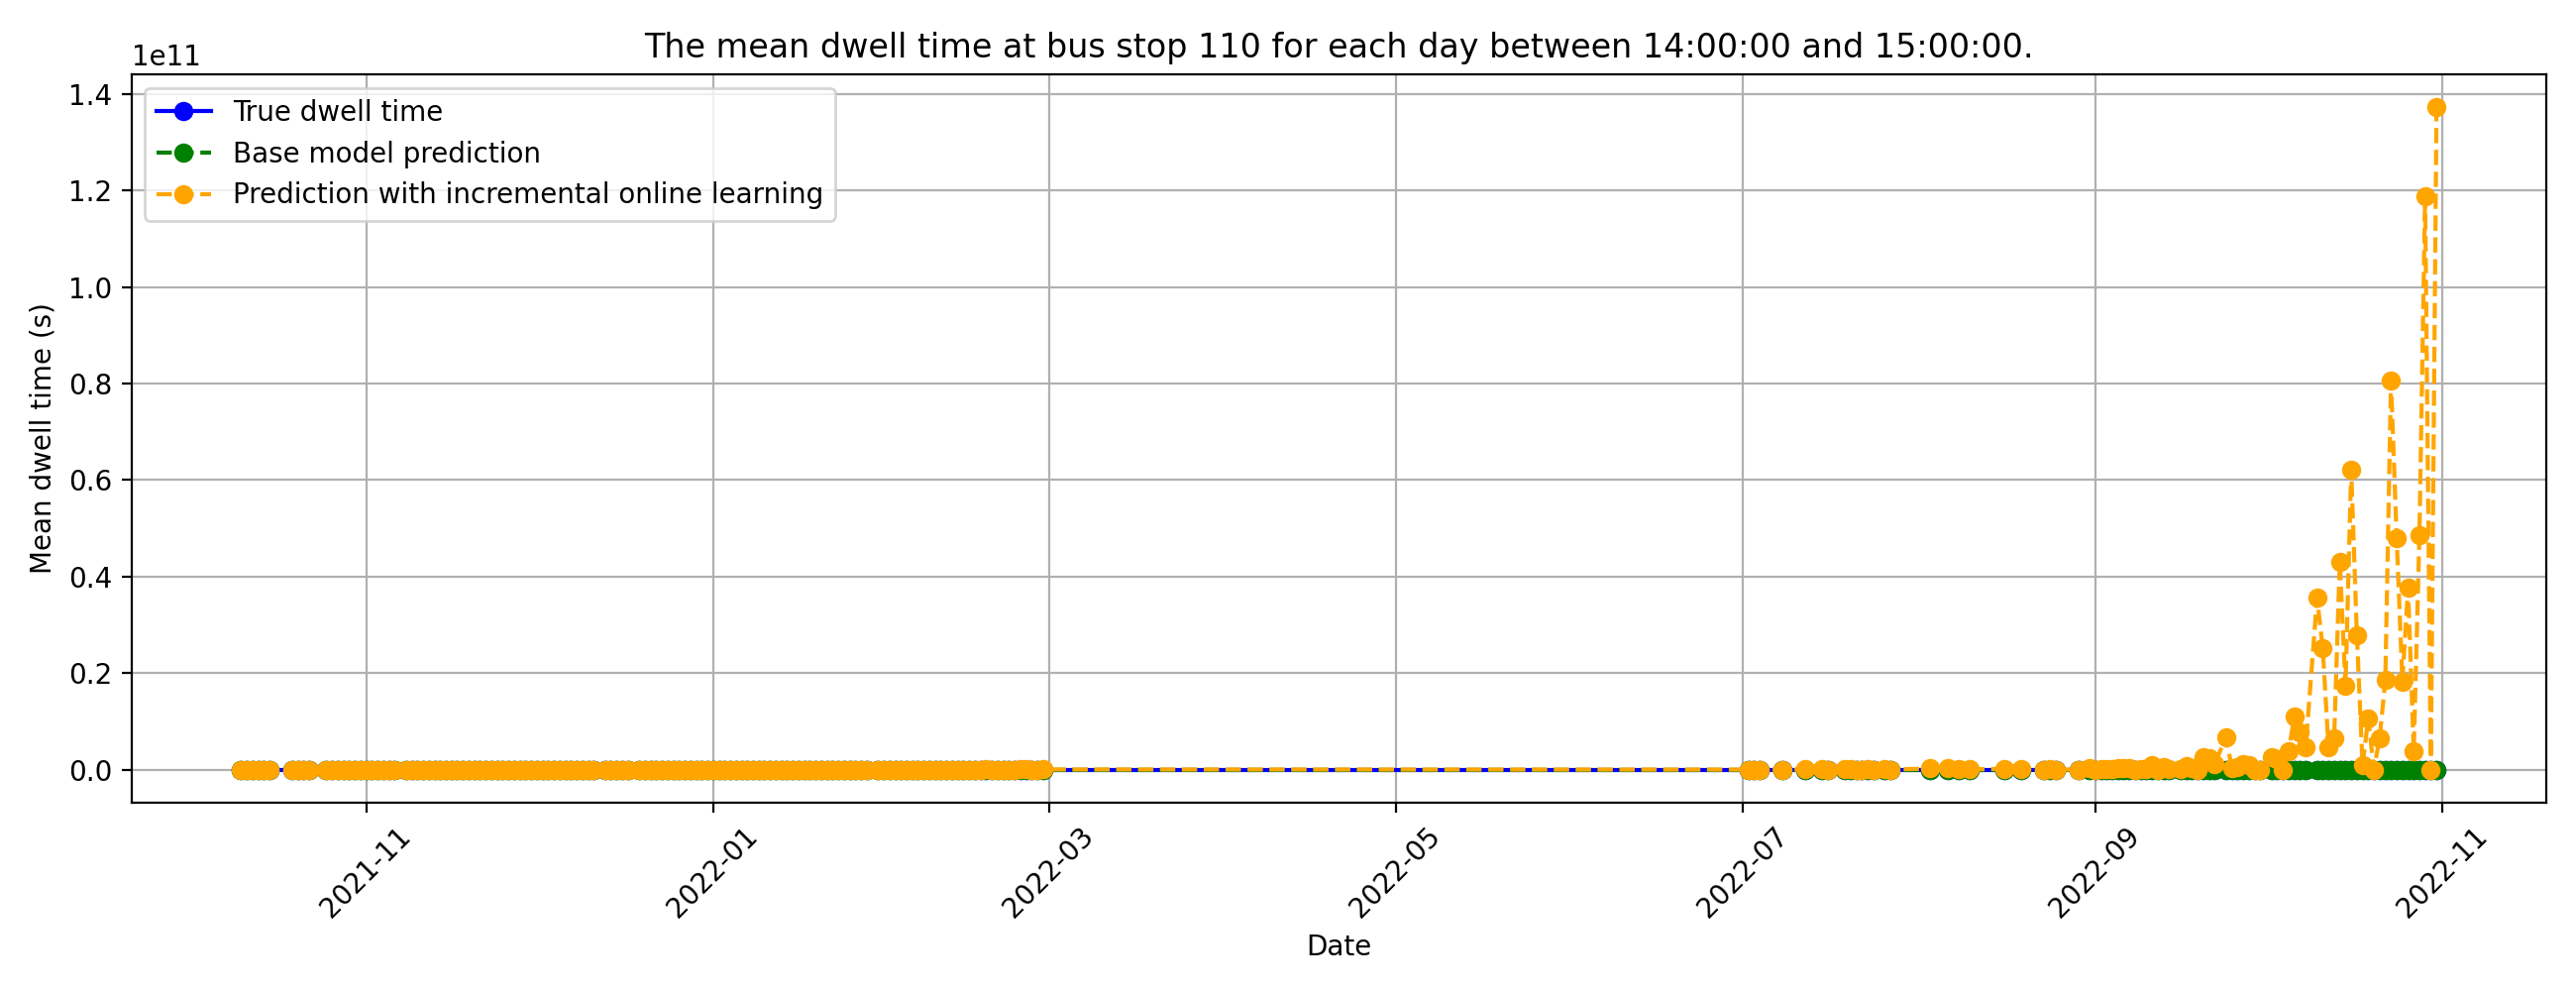 The mean dwell time at bus stop 110 for each day between 14:00:00 and 15:00:00.
1e11
True dwell time
Base model prediction
Prediction with incremental online learning
Mean dwell time (s)
1.4
1.2
1.0
0.8
0.6
0.4
0.2
0.0
2021-11
2022-01
2022-03
2022-05
2022-07
2022-09
2022-11
Date